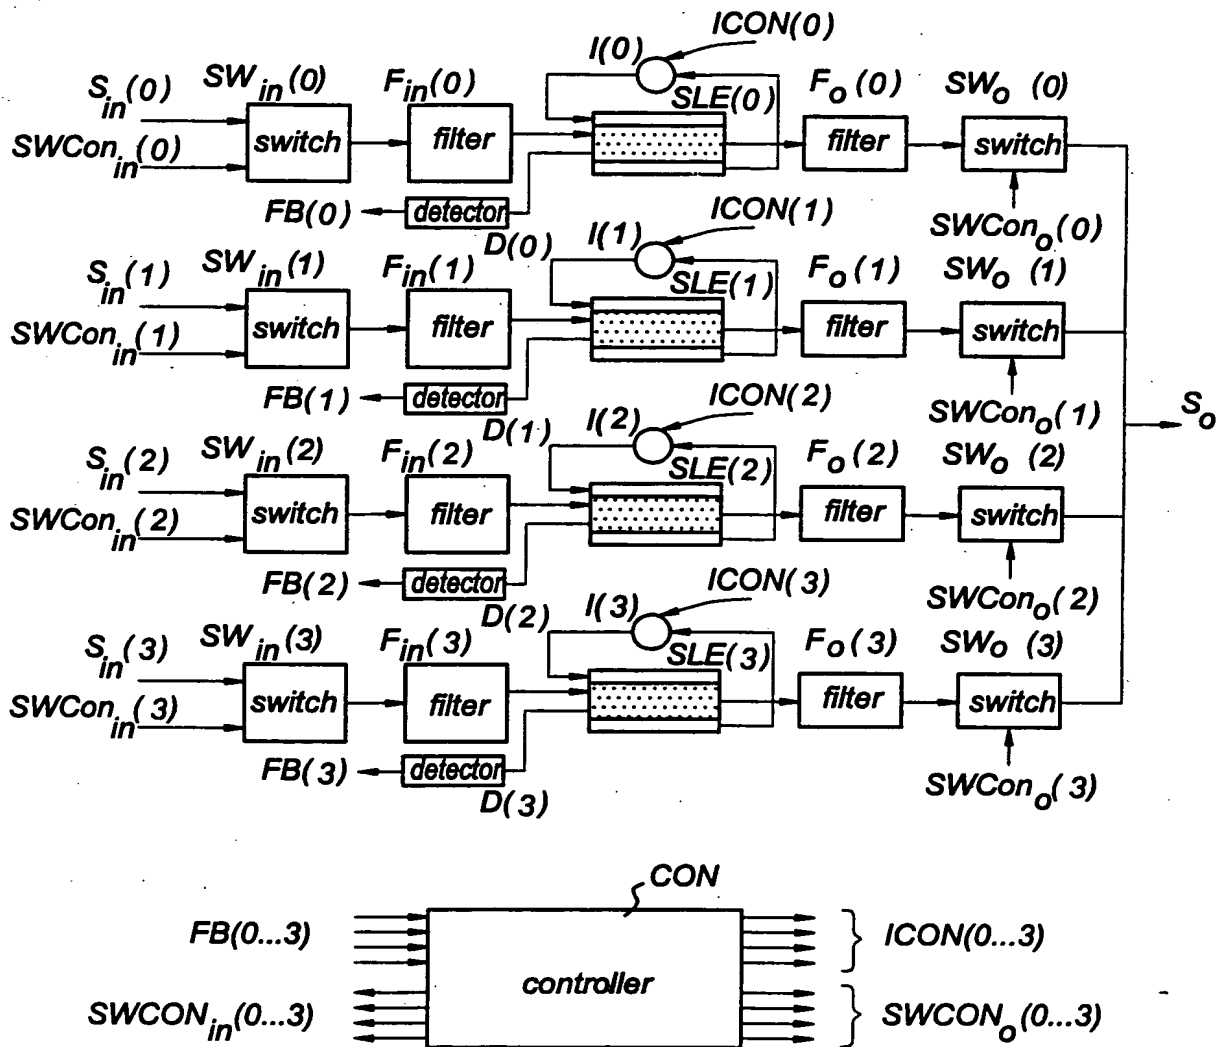 ICON(0)
I(0)
S_in(0) SW_in(0) F_in(0) SLE(0) F_o(0) SW_o (0)
SWCon_in(0) switch filter filter switch
FB(0) detector ICON(1) SWCon_o(0)
D(0) I(1)
S_in(1) SW_in(1) F_in(1) SLE(1) F_o(1) SW_o (1)
SWCon_in(1) switch filter filter switch
FB(1) detector ICON(2) SWCon_o(1) S_o
D(1) I(2)
S_in(2) SW_in(2) F_in(2) SLE(2) F_o(2) SW_o (2)
SWCon_in(2) switch filter filter switch
FB(2) detector ICON(3) SWCon_o(2)
D(2) I(3)
S_in(3) SW_in(3) F_in(3) SLE(3) F_o(3) SW_o (3)
SWCon_in(3) switch filter filter switch
FB(3) detector SWCon_o(3)
D(3)
CON
FB(0...3) ICON(0...3)
controller
SWCON_in(0...3) SWCON_o(0...3)